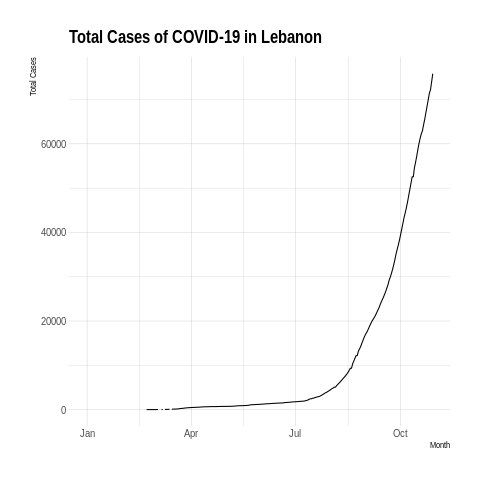 Total Cases of COVID-19 in Lebanon
Total Cases
60000
40000
20000
0
Jan Apr Jul Oct
Month